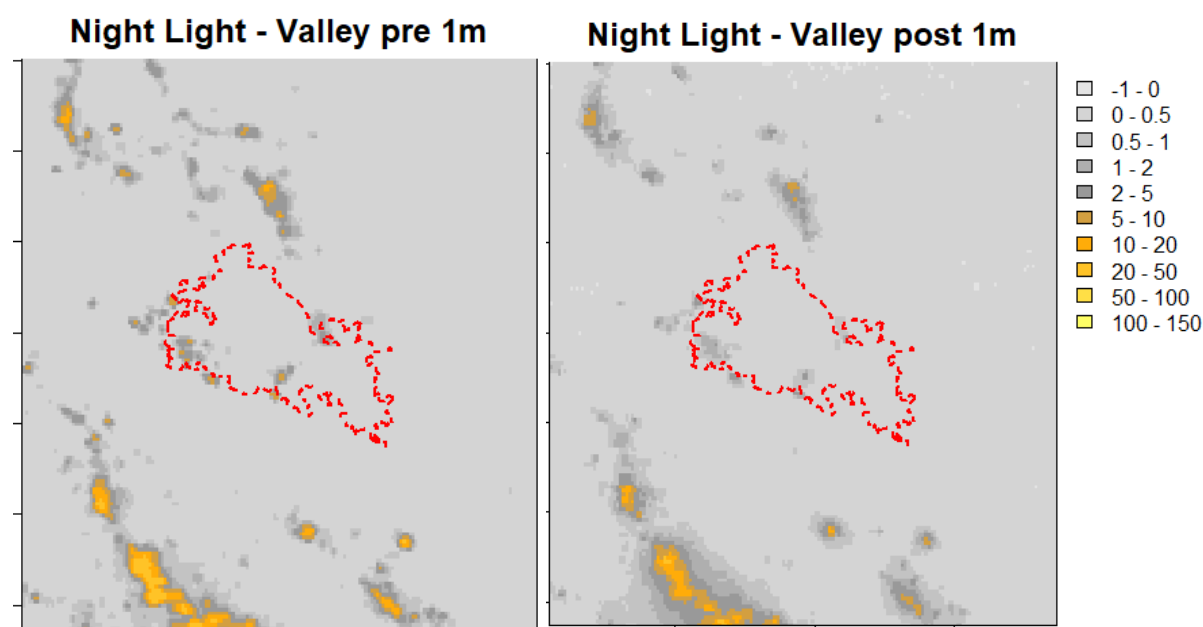 Night Light - Valley pre 1m
Night Light - Valley post 1m
-1 - 0
0 - 0.5
0.5 - 1
1 - 2
2 - 5
5 - 10
10 - 20
20 - 50
50 - 100
100 - 150